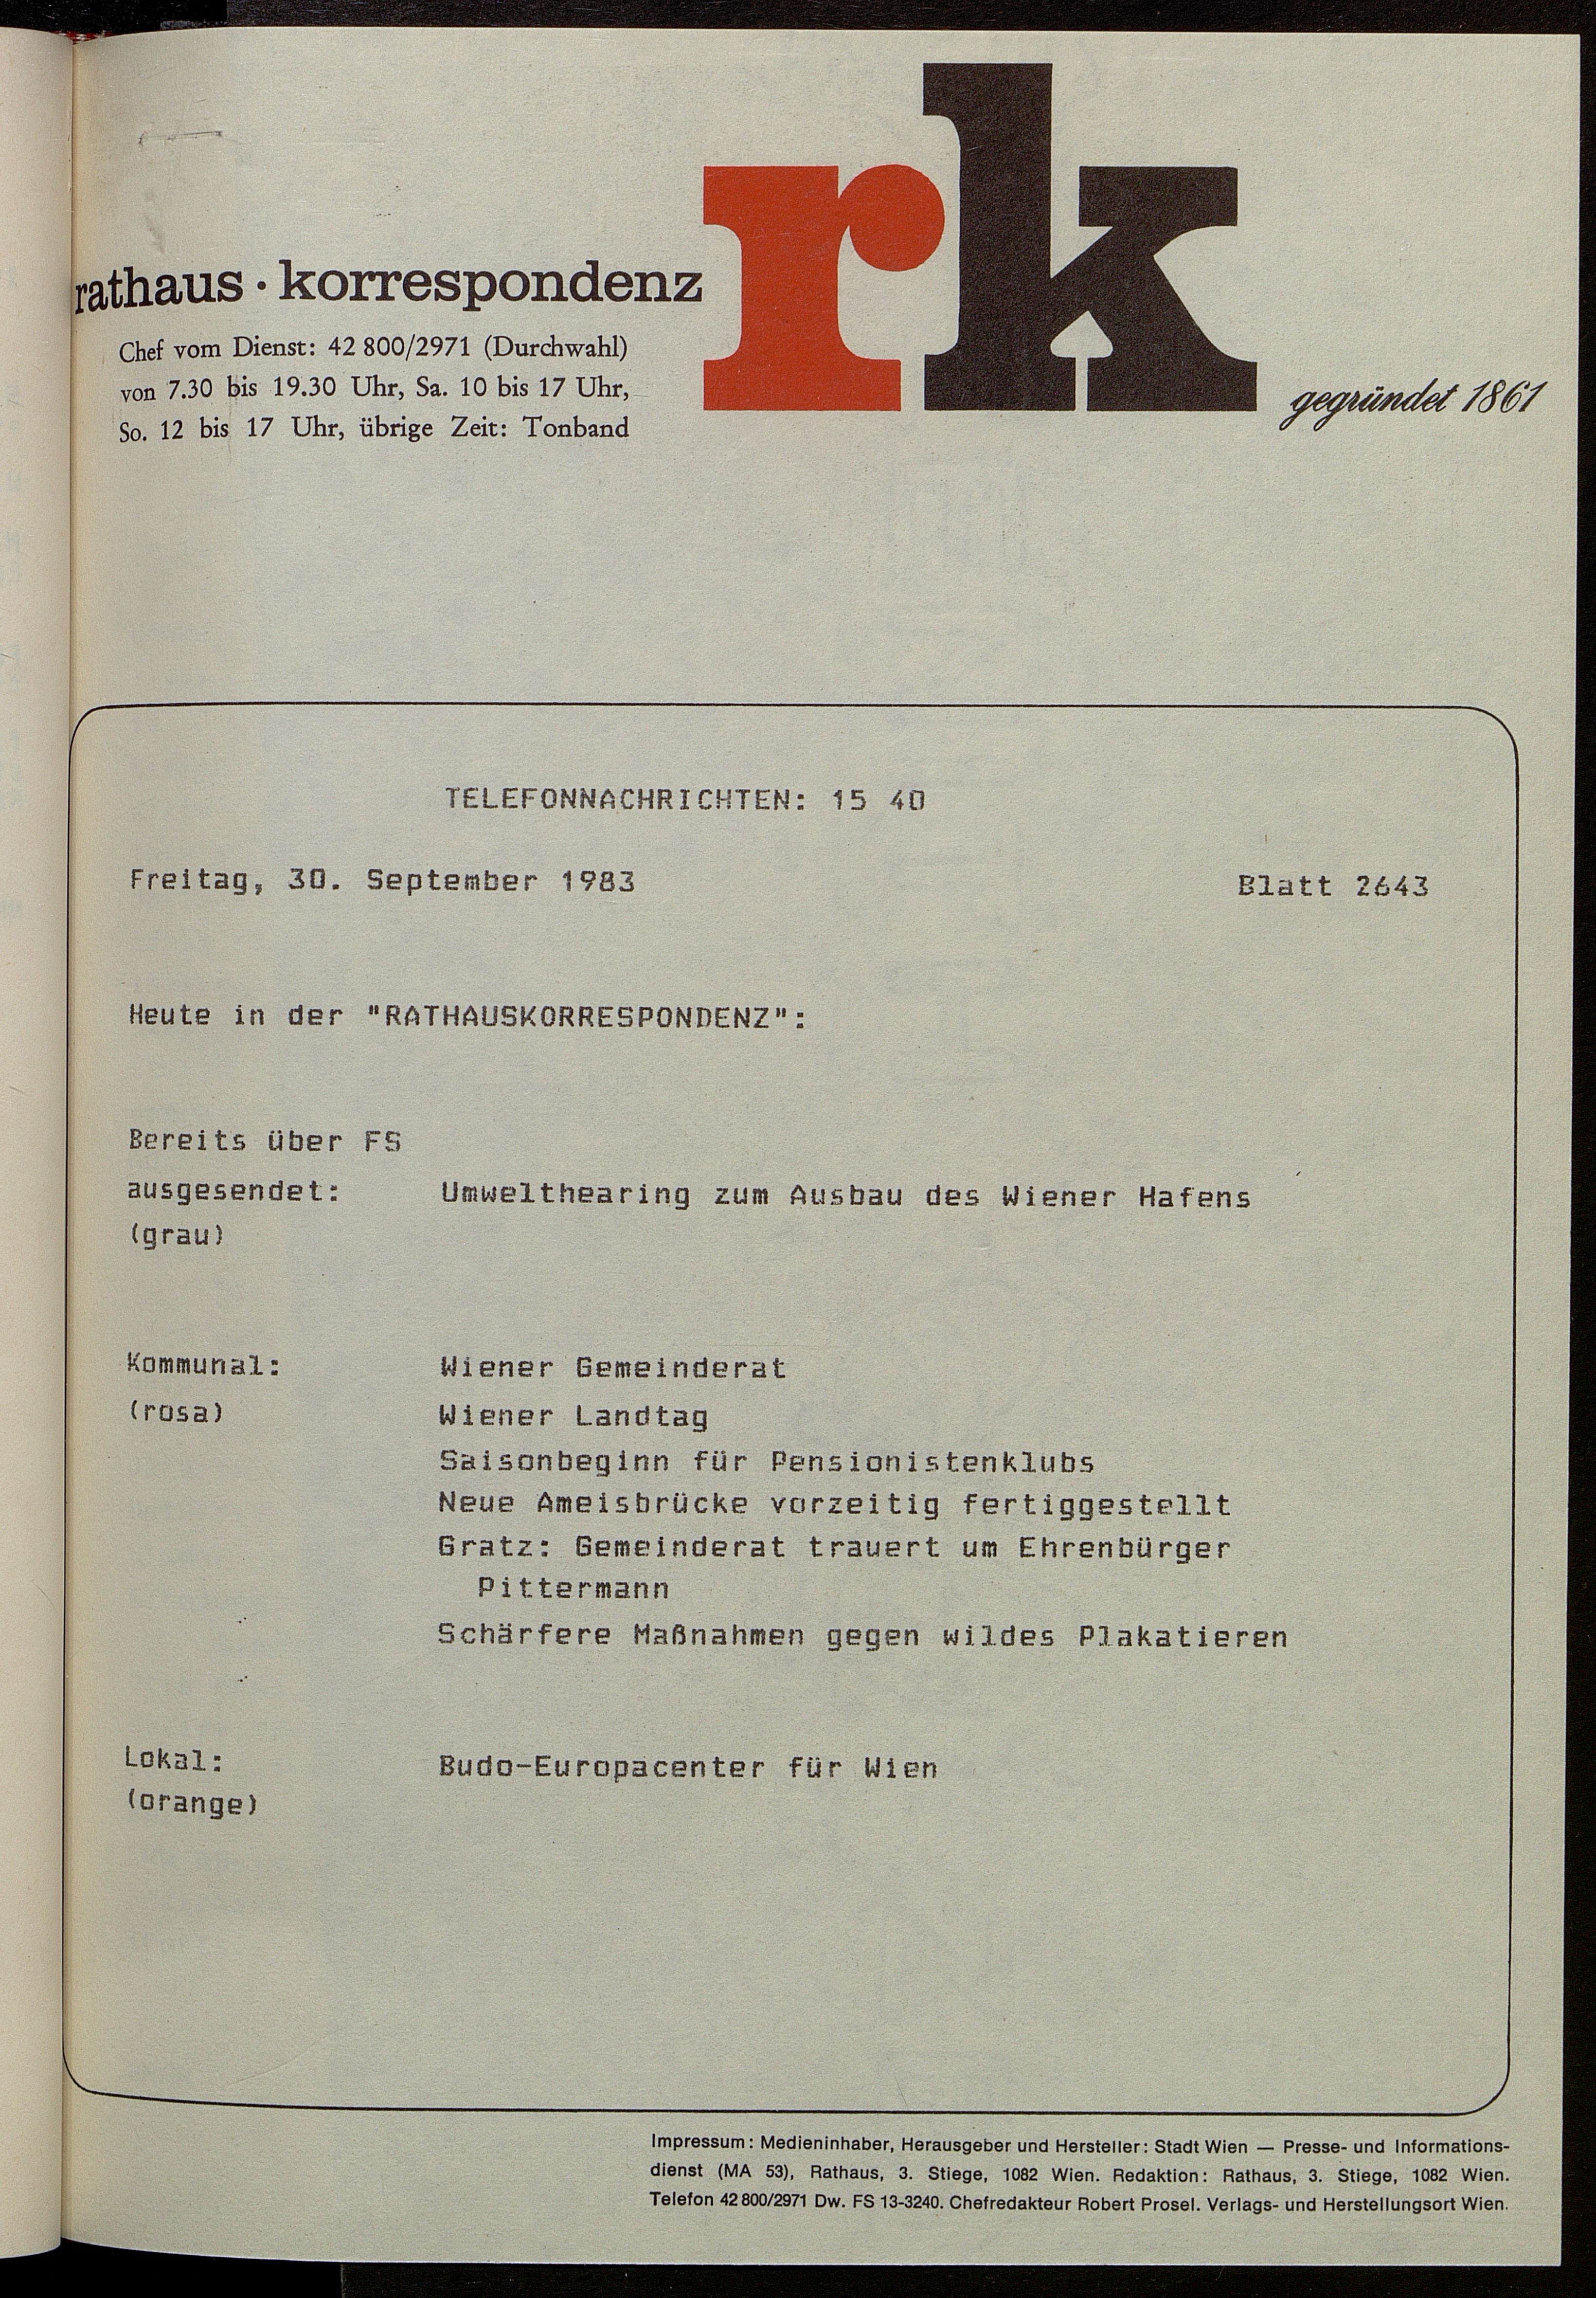 rk
rathaus · korrespondenz
Chef vom Dienst: 42 800/2971 (Durchwahl)
von 7.30 bis 19.30 Uhr, Sa. 10 bis 17 Uhr,
So. 12 bis 17 Uhr, übrige Zeit: Tonband
gegründet 1861
TELEFONNACHRICHTEN: 15 40
Freitag, 30. September 1983 Blatt 2643
Heute in der "RATHAUSKORRESPONDENZ":
Bereits über FS
ausgesendet: Umwelthearing zum Ausbau des Wiener Hafens
(grau)
Kommunal: Wiener Gemeinderat
(rosa) Wiener Landtag
Saisonbeginn für Pensionistenklubs
Neue Ameisbrücke vorzeitig fertiggestellt
Gratz: Gemeinderat trauert um Ehrenbürger
Pittermann
Schärfere Maßnahmen gegen wildes Plakatieren
Lokal: Budo-Europacenter für Wien
(orange)
Impressum: Medieninhaber, Herausgeber und Hersteller: Stadt Wien — Presse- und Informations-
dienst (MA 53), Rathaus, 3. Stiege, 1082 Wien. Redaktion: Rathaus, 3. Stiege, 1082 Wien.
Telefon 42 800/2971 Dw. FS 13-3240. Chefredakteur Robert Prosel. Verlags- und Herstellungsort Wien.